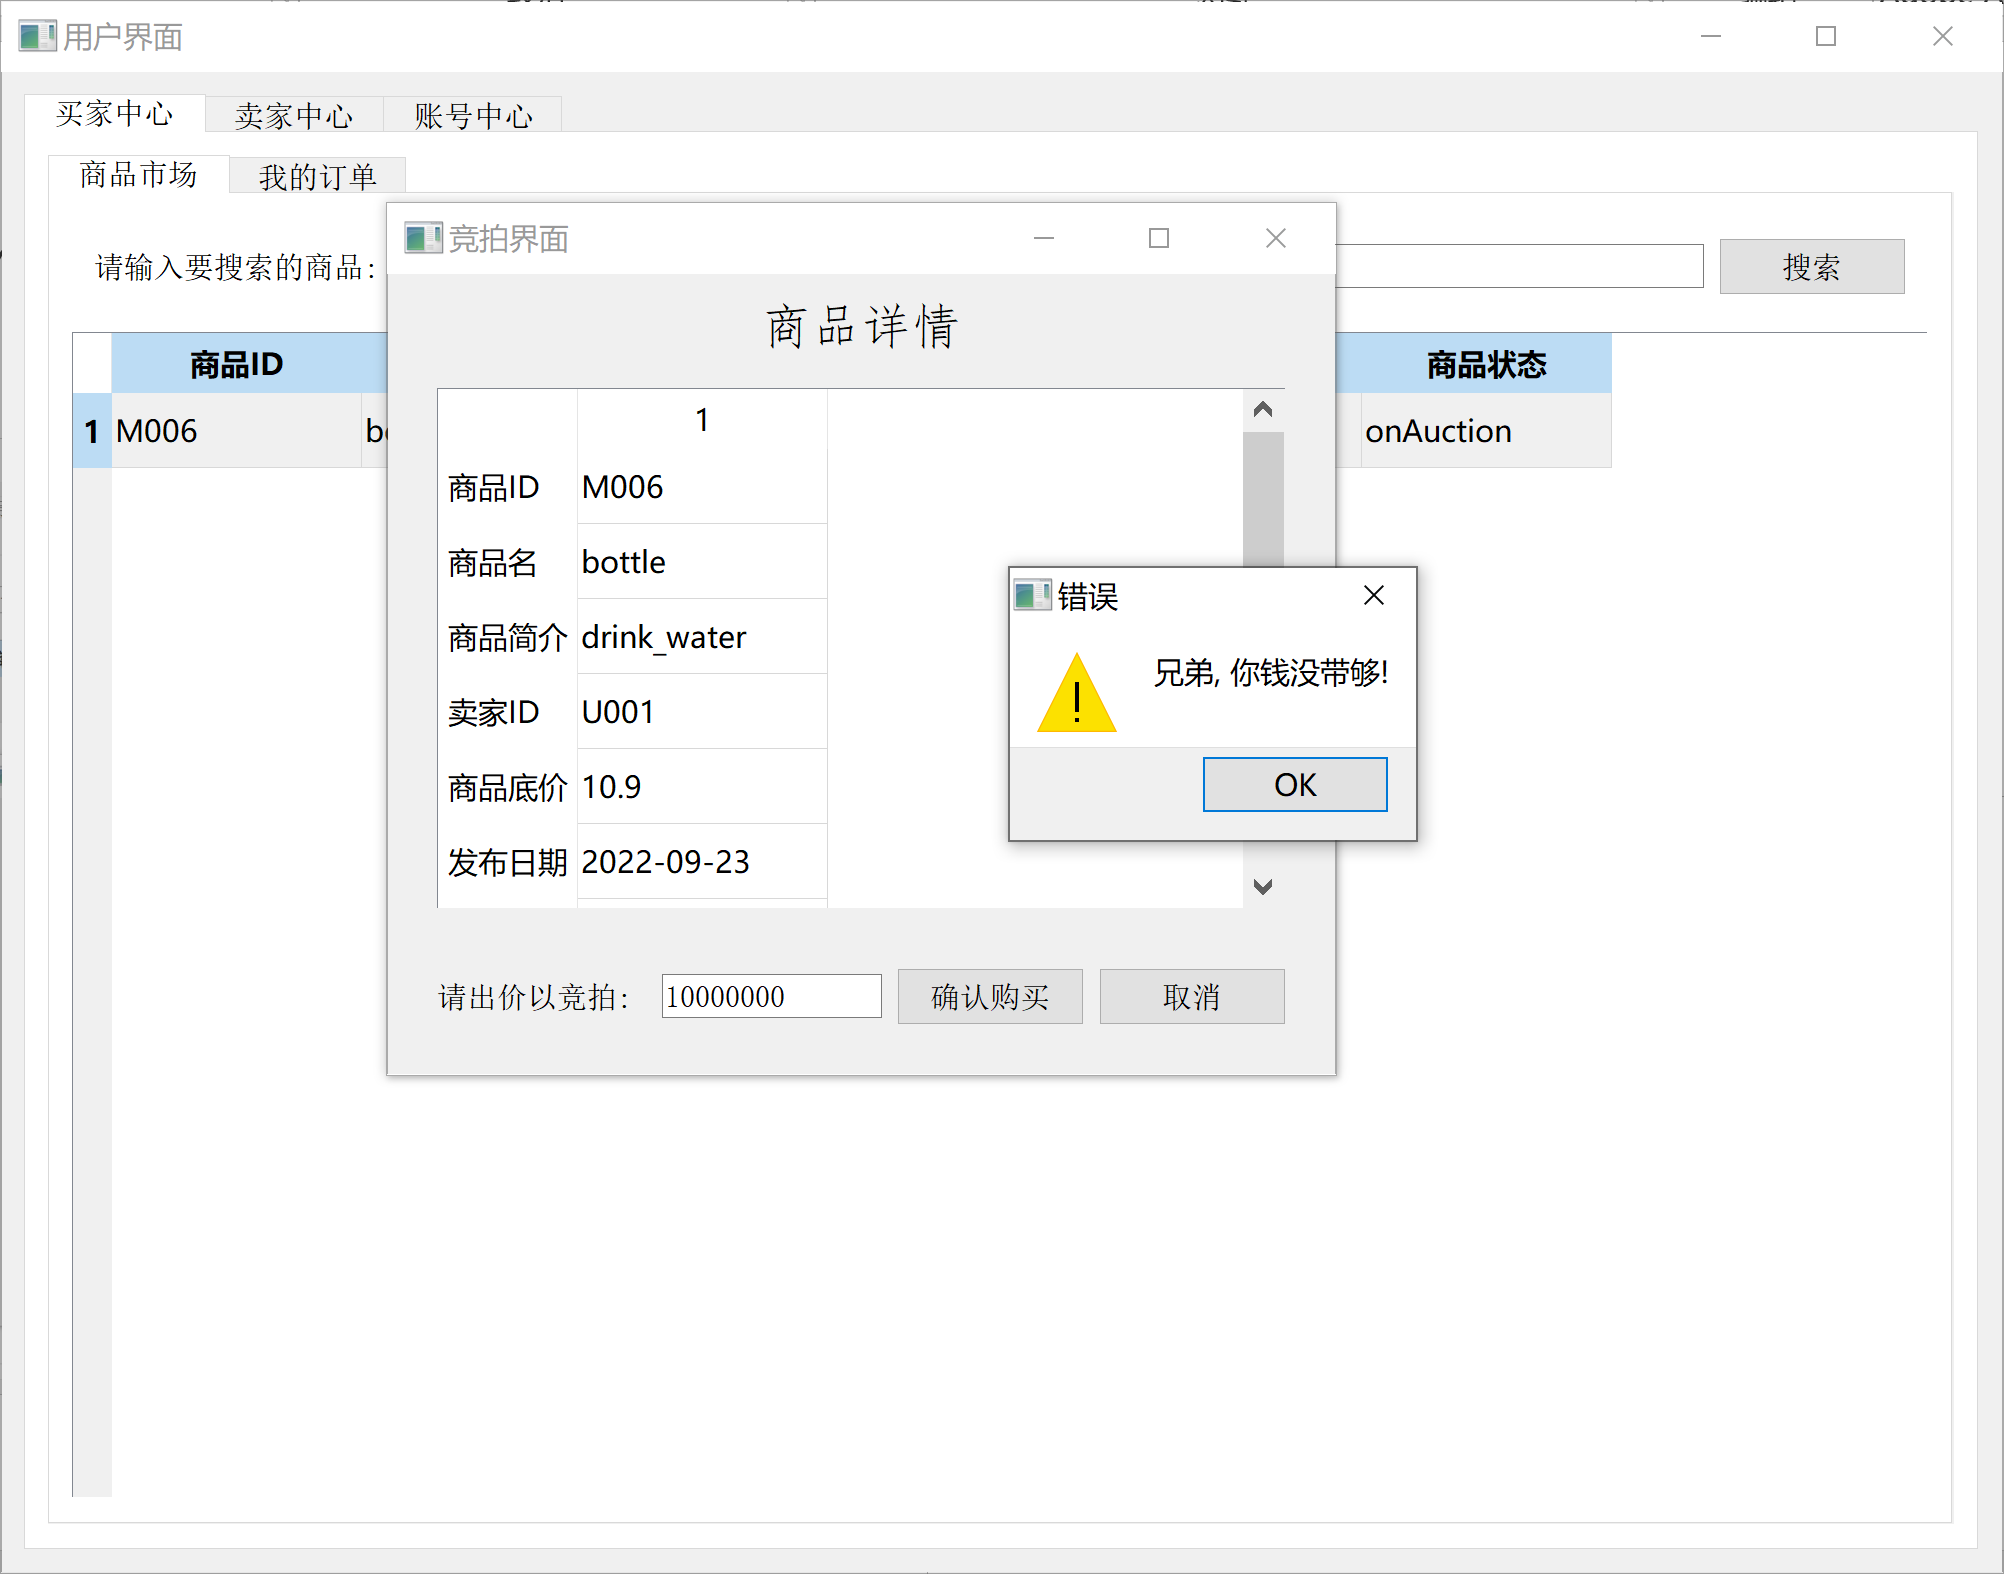 用户界面
买家中心 卖家中心 账号中心
商品市场 我的订单
请输入要搜索的商品: 搜索
商品ID 商品状态
1 M006 onAuction
竞拍界面
商品详情
1
商品ID M006
商品名 bottle
商品简介 drink_water
卖家ID U001
商品底价 10.9
发布日期 2022-09-23
请出价以竞拍: 10000000 确认购买 取消
错误
兄弟, 你钱没带够!
OK